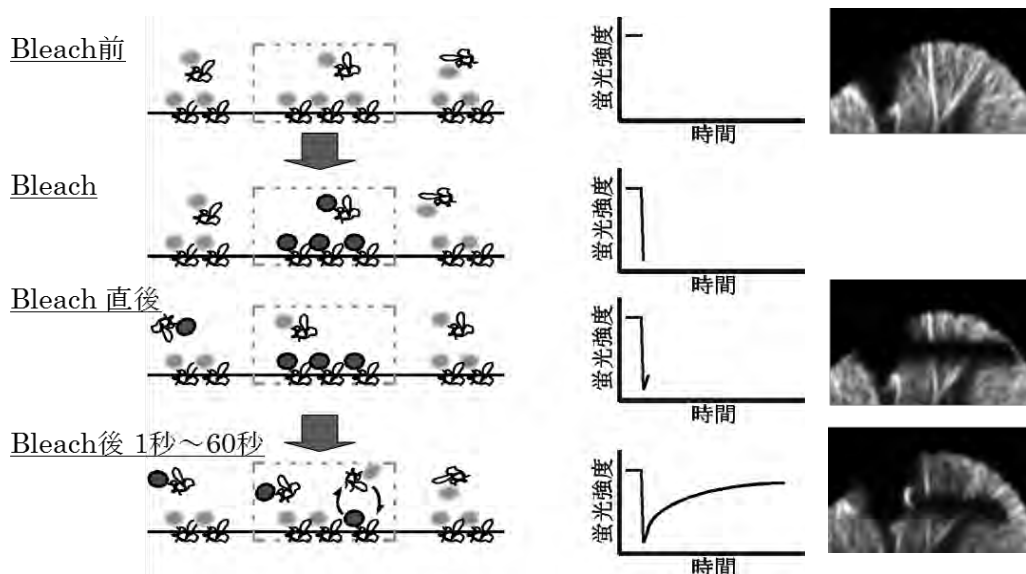 Bleach前
蛍光強度
時間
Bleach
蛍光強度
時間
Bleach 直後
蛍光強度
時間
Bleach後 1秒～60秒
蛍光強度
時間